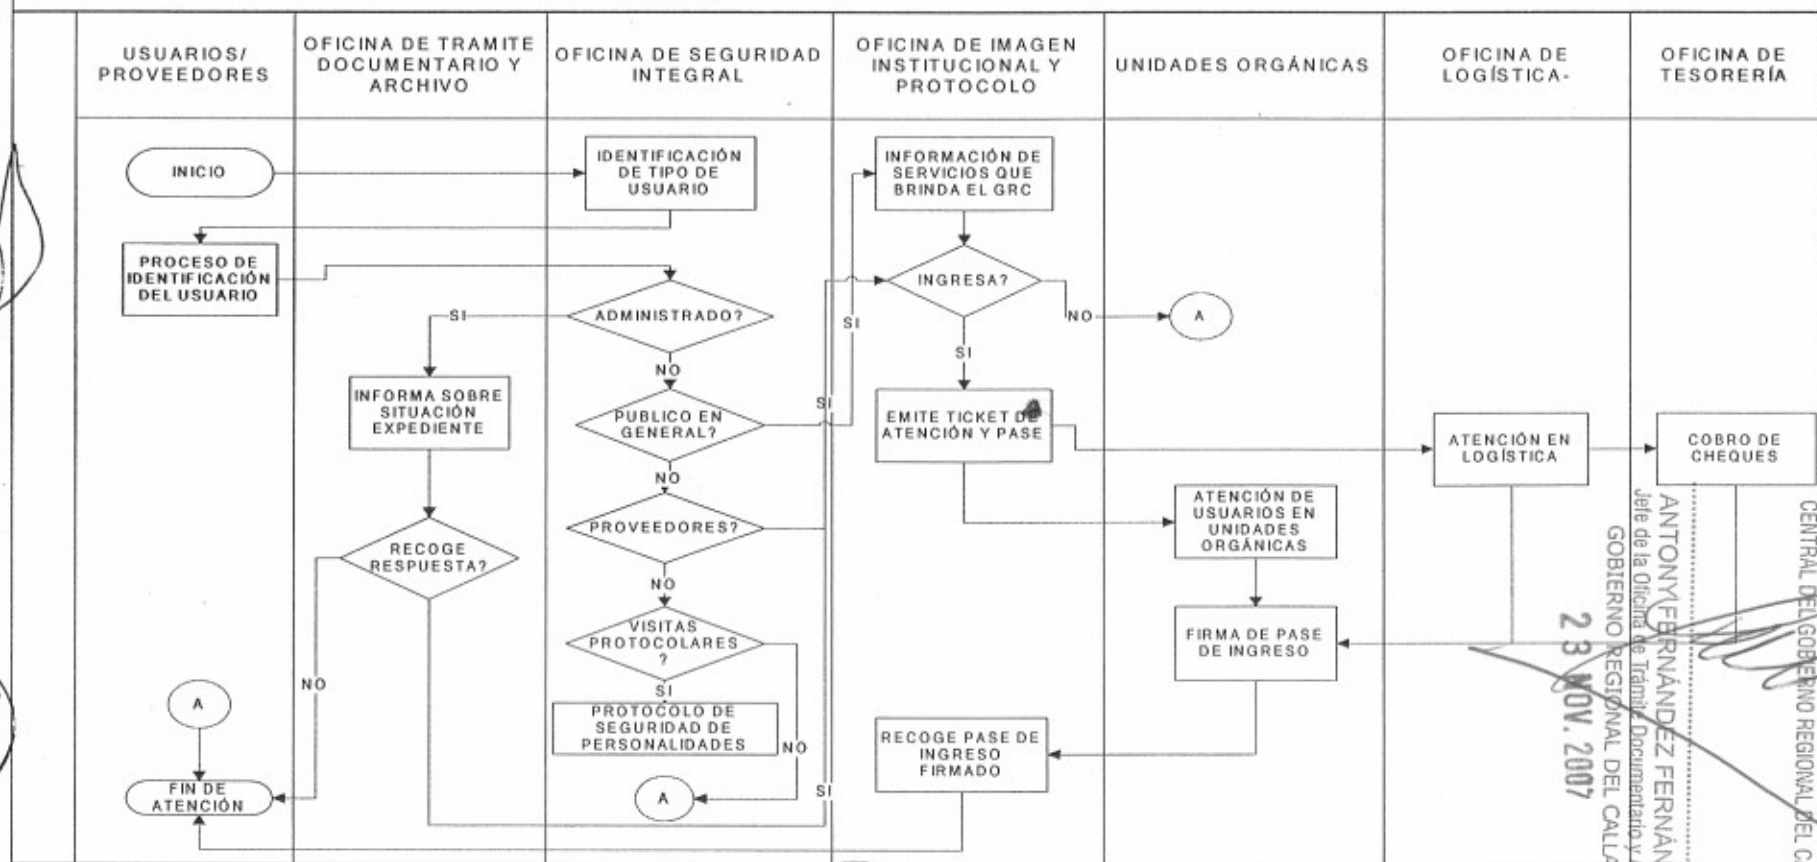 USUARIOS/
PROVEEDORES
OFICINA DE TRAMITE
DOCUMENTARIO Y
ARCHIVO
OFICINA DE SEGURIDAD
INTEGRAL
OFICINA DE IMAGEN
INSTITUCIONAL Y
PROTOCOLO
UNIDADES ORGÁNICAS
OFICINA DE
LOGÍSTICA-
OFICINA DE
TESORERÍA
INICIO
IDENTIFICACIÓN
DE TIPO DE
USUARIO
INFORMACIÓN DE
SERVICIOS QUE
BRINDA EL GRC
PROCESO DE
IDENTIFICACIÓN
DEL USUARIO
INGRESA?
SI
ADMINISTRADO?
SI
NO
A
NO
SI
INFORMA SOBRE
SITUACIÓN
EXPEDIENTE
PUBLICO EN
GENERAL?
SI
EMITE TICKET DE
ATENCIÓN Y PASE
ATENCIÓN EN
LOGÍSTICA
COBRO DE
CHEQUES
NO
PROVEEDORES?
ATENCIÓN DE
USUARIOS EN
UNIDADES
ORGÁNICAS
RECOGE
RESPUESTA?
NO
VISITAS
PROTOCOLARES
?
FIRMA DE PASE
DE INGRESO
NO
SI
A
PROTOCOLO DE
SEGURIDAD DE
PERSONALIDADES
NO
RECOGE PASE DE
INGRESO
FIRMADO
FIN DE
ATENCIÓN
A
SI
CENTRAL DEL GOBIERNO REGIONAL DEL
ANTONY FERNÁNDEZ
Jefe de la Oficina de Trámite Documentario y
GOBIERNO REGIONAL DEL
23 NOV. 2007